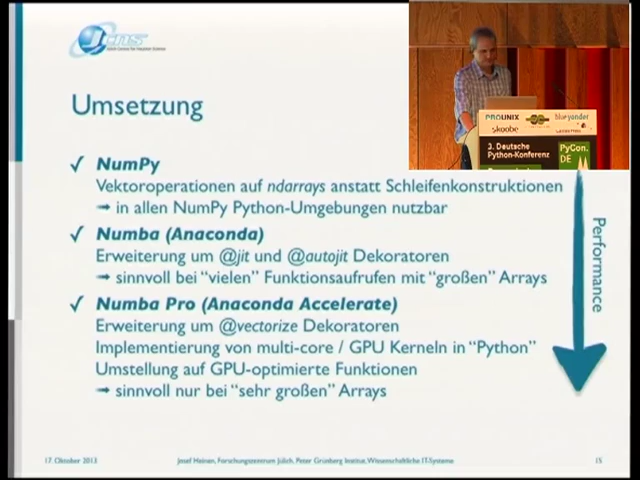 JCNS
PROUNIX
blueyonder
skoobe
3. Deutsche
Python-Konferenz
PyCon.
DE
Umsetzung
✓ NumPy
Vektoroperationen auf ndarrays anstatt Schleifenkonstruktionen
➞ in allen NumPy Python-Umgebungen nutzbar
✓ Numba (Anaconda)
Erweiterung um @jit und @autojit Dekoratoren
➞ sinnvoll bei “vielen” Funktionsaufrufen mit “großen” Arrays
✓ Numba Pro (Anaconda Accelerate)
Erweiterung um @vectorize Dekoratoren
Implementierung von multi-core / GPU Kerneln in “Python”
Umstellung auf GPU-optimierte Funktionen
➞ sinnvoll nur bei “sehr großen” Arrays
Performance
17. Oktober 2013
Josef Heinen, Forschungszentrum Jülich, Peter Grünberg Institut, Wissenschaftliche IT-Systeme
15